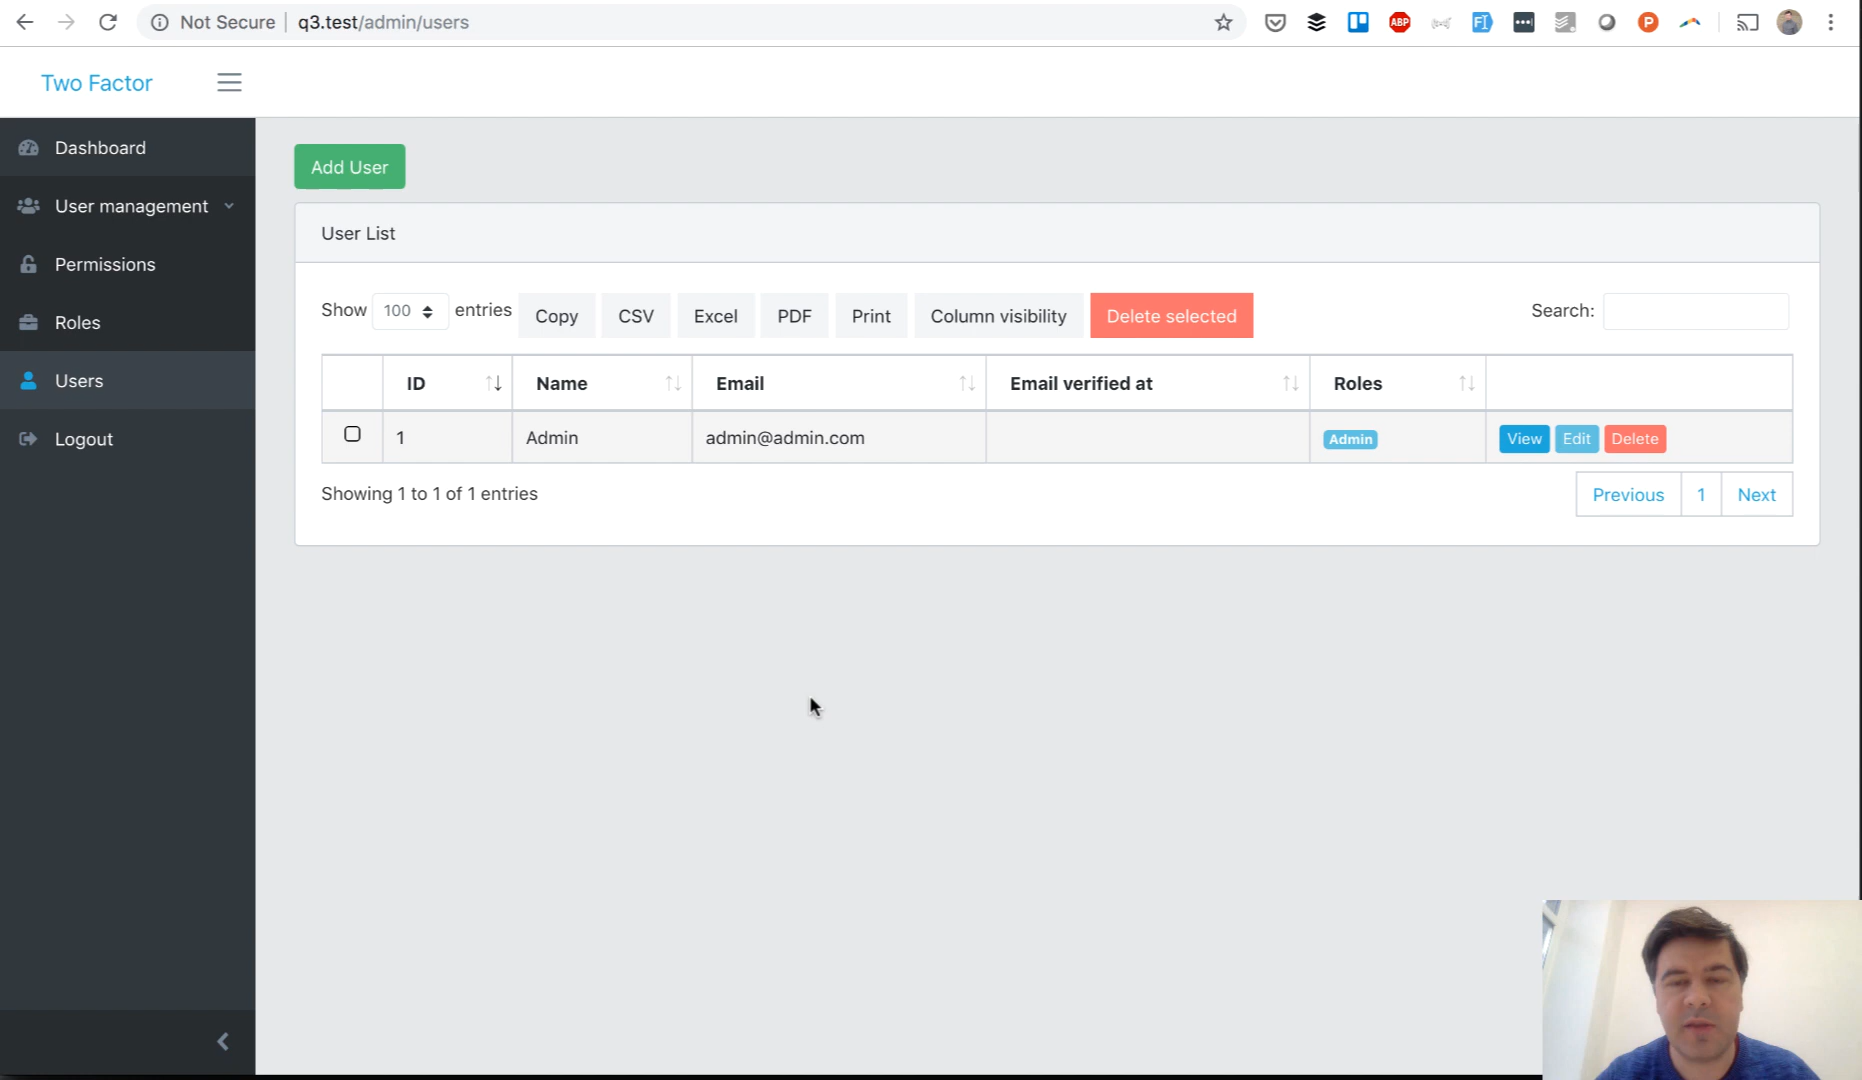 Not Secure | q3.test/admin/users
ABP
P
Two Factor
Dashboard
User management
Permissions
Roles
Users
Logout
Add User
User List
Show 100 entries Copy CSV Excel PDF Print Column visibility Delete selected Search:
ID Name Email Email verified at Roles
1 Admin admin@admin.com Admin View Edit Delete
Showing 1 to 1 of 1 entries Previous 1 Next